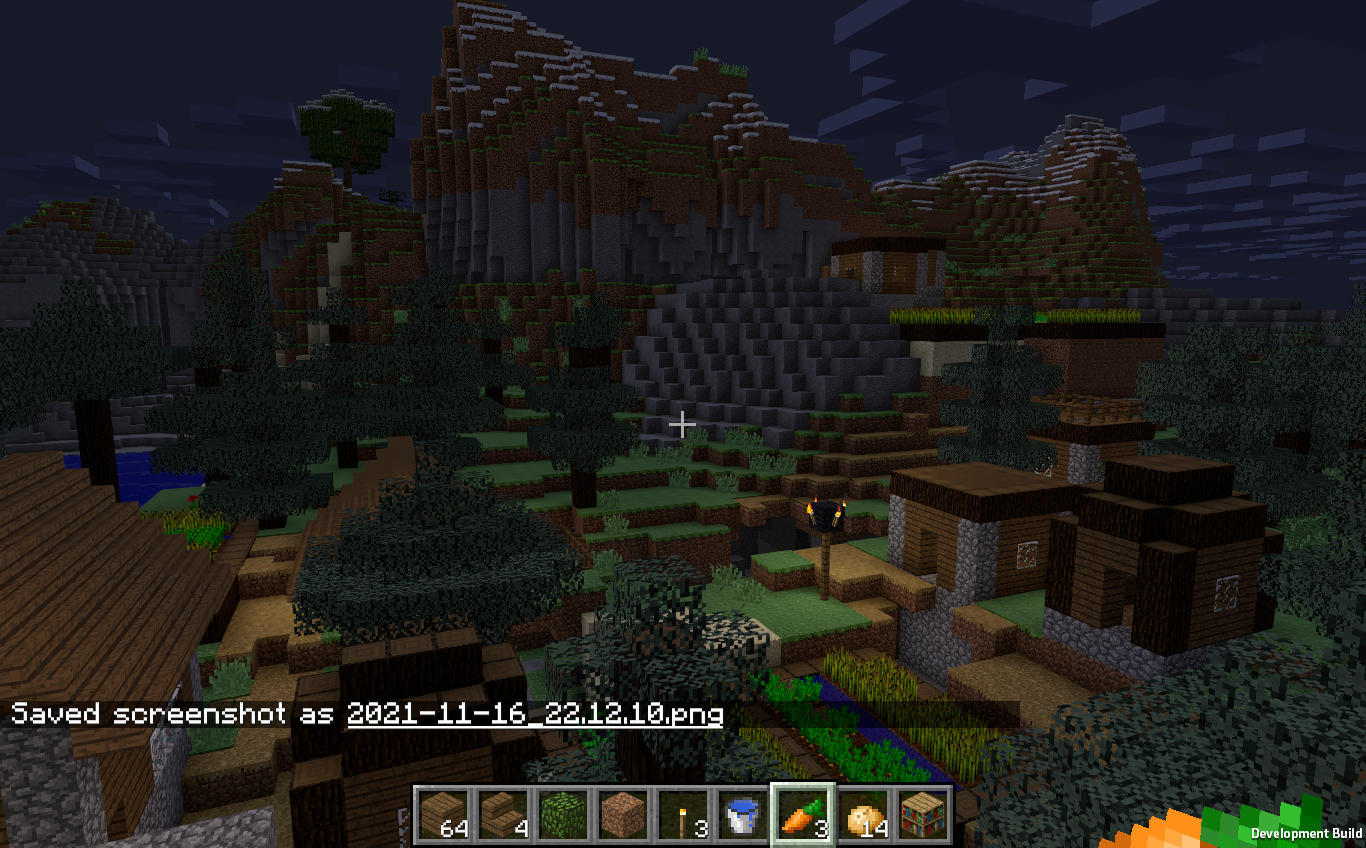 Saved screenshot as 2021-11-16_22.12.10.png
64 4 3 3 14
Development Build